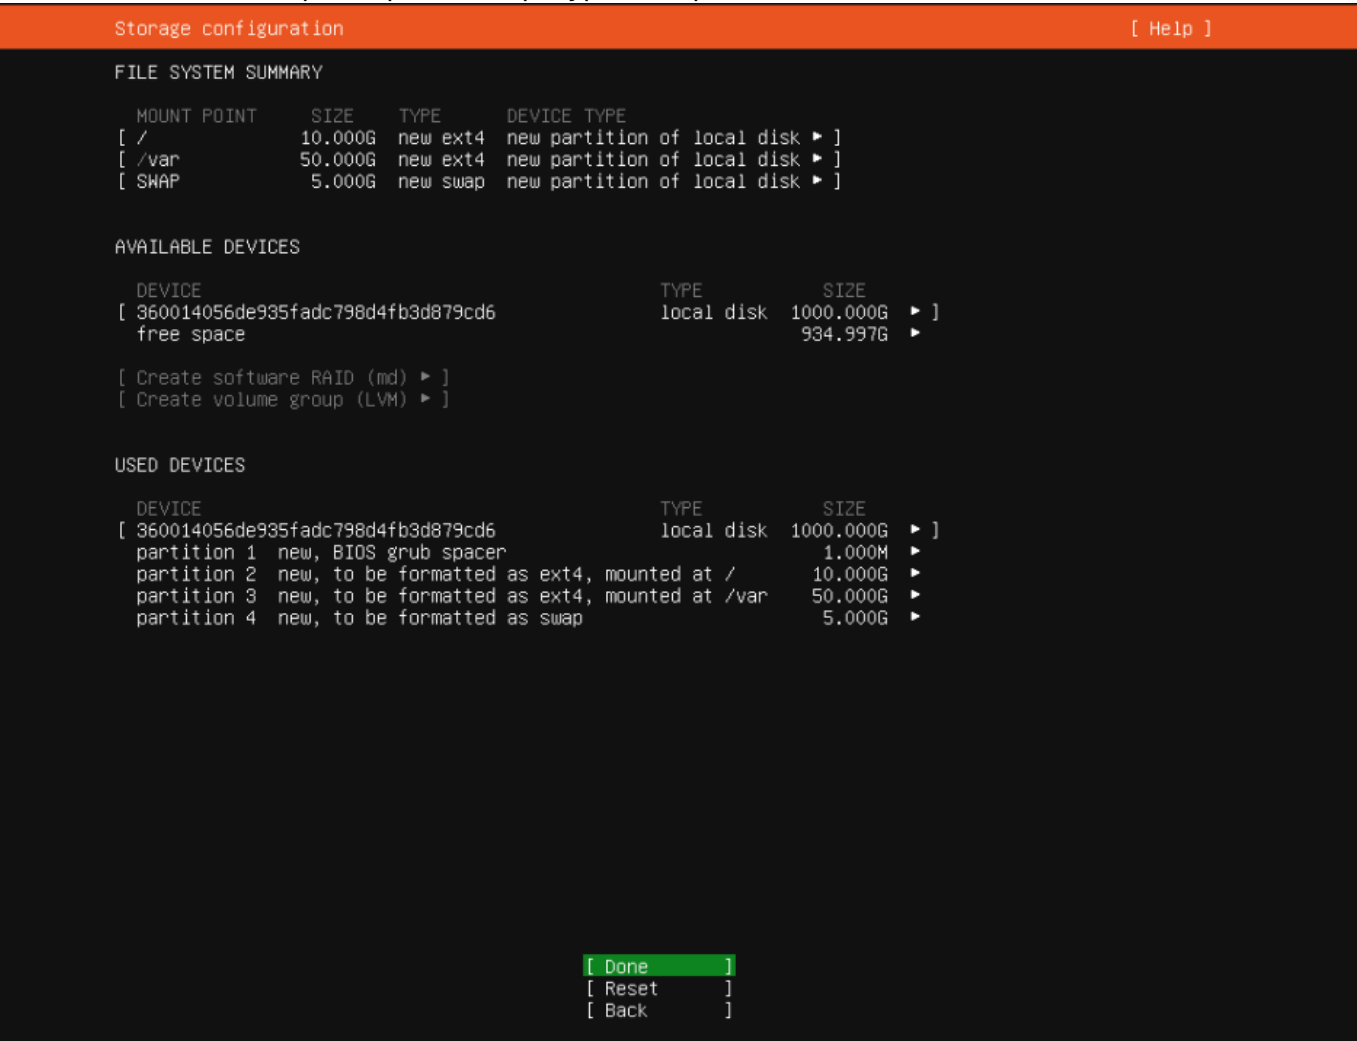 Storage configuration [ Help ]
FILE SYSTEM SUMMARY
MOUNT POINT SIZE TYPE DEVICE TYPE
[ / 10.000G new ext4 new partition of local disk ▸ ]
[ /var 50.000G new ext4 new partition of local disk ▸ ]
[ SWAP 5.000G new swap new partition of local disk ▸ ]
AVAILABLE DEVICES
DEVICE TYPE SIZE
[ 360014056de935fadc798d4fb3d879cd6 local disk 1000.000G ▸ ]
free space 934.997G ▸
[ Create software RAID (md) ▸ ]
[ Create volume group (LVM) ▸ ]
USED DEVICES
DEVICE TYPE SIZE
[ 360014056de935fadc798d4fb3d879cd6 local disk 1000.000G ▸ ]
partition 1 new, BIOS grub spacer 1.000M ▸
partition 2 new, to be formatted as ext4, mounted at / 10.000G ▸
partition 3 new, to be formatted as ext4, mounted at /var 50.000G ▸
partition 4 new, to be formatted as swap 5.000G ▸
[ Done ]
[ Reset ]
[ Back ]